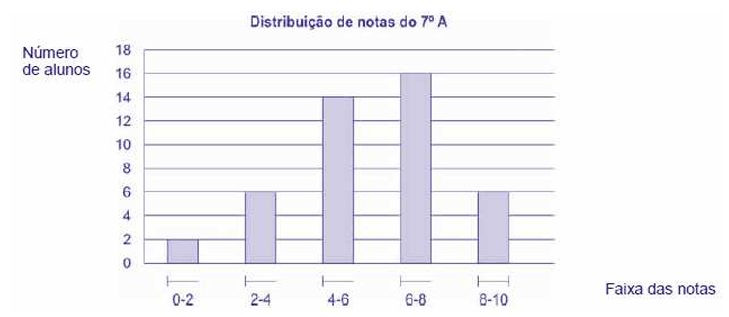 Distribuição de notas do 7º A
Número
de alunos
18
16
14
12
10
8
6
4
2
0
0-2 2-4 4-6 6-8 8-10
Faixa das notas